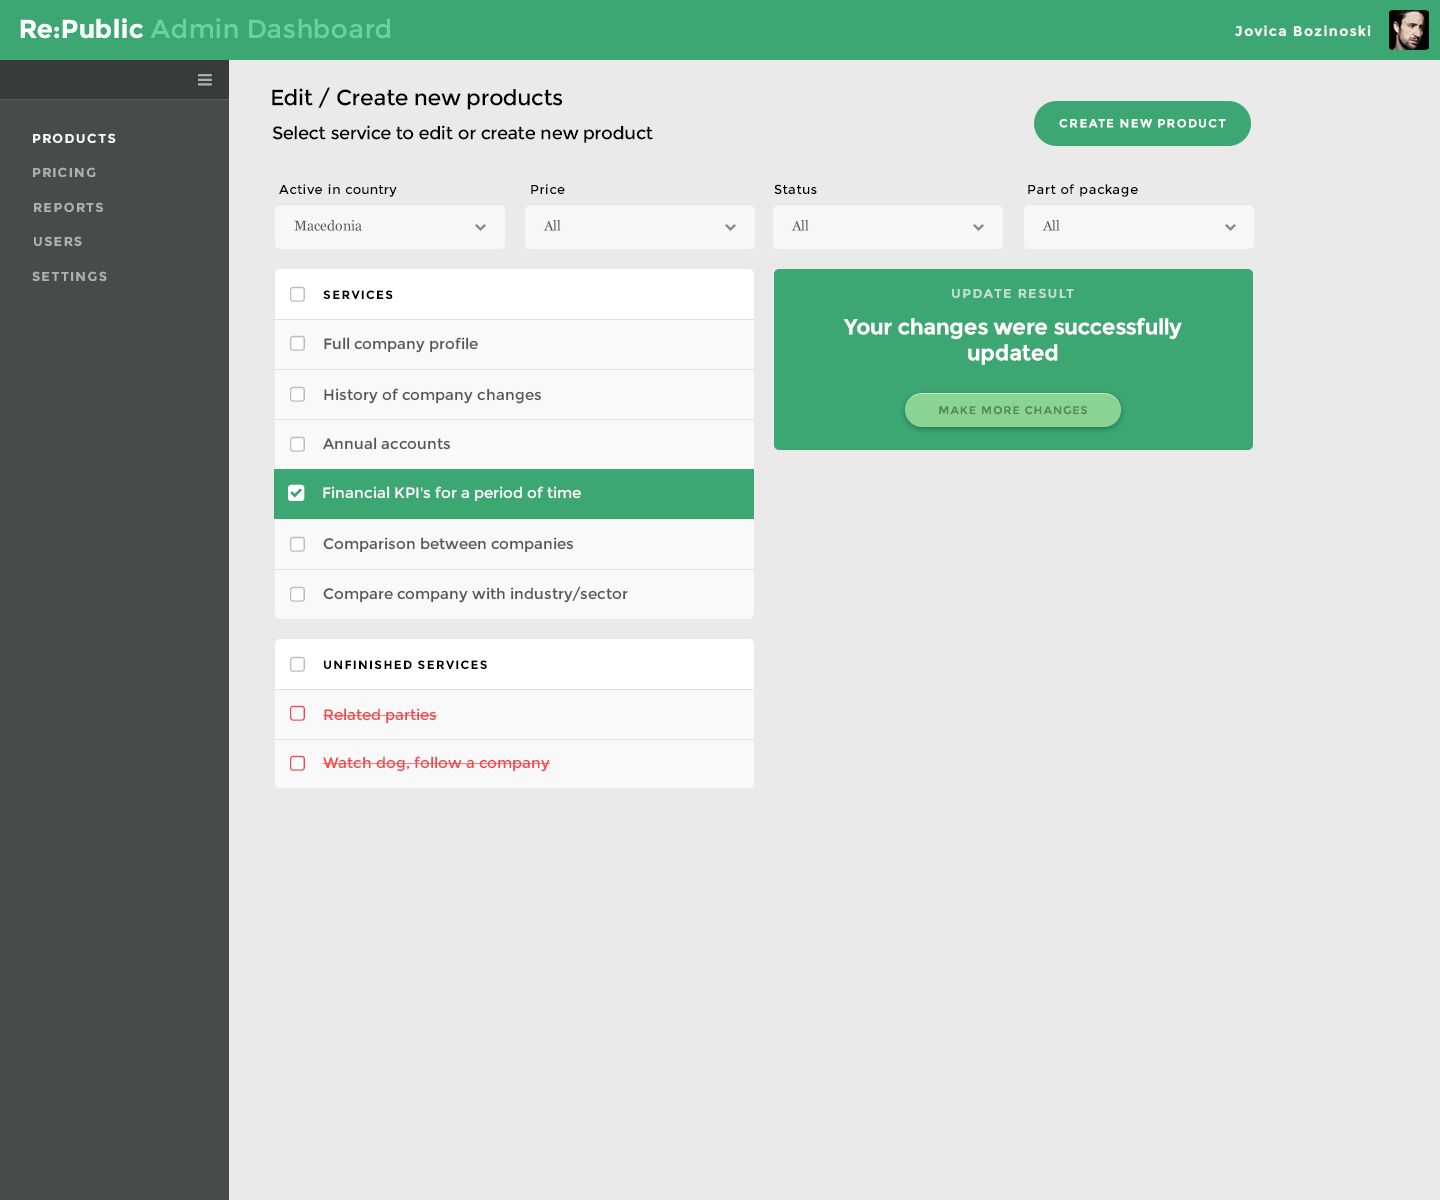 Re:Public Admin Dashboard
Jovica Bozinoski
PRODUCTS
PRICING
REPORTS
USERS
SETTINGS
Edit / Create new products
Select service to edit or create new product
CREATE NEW PRODUCT
Active in country
Price
Status
Part of package
Macedonia
All
All
All
SERVICES
Full company profile
History of company changes
Annual accounts
Financial KPI's for a period of time
Comparison between companies
Compare company with industry/sector
UNFINISHED SERVICES
Related parties
Watch dog, follow a company
UPDATE RESULT
Your changes were successfully
updated
MAKE MORE CHANGES